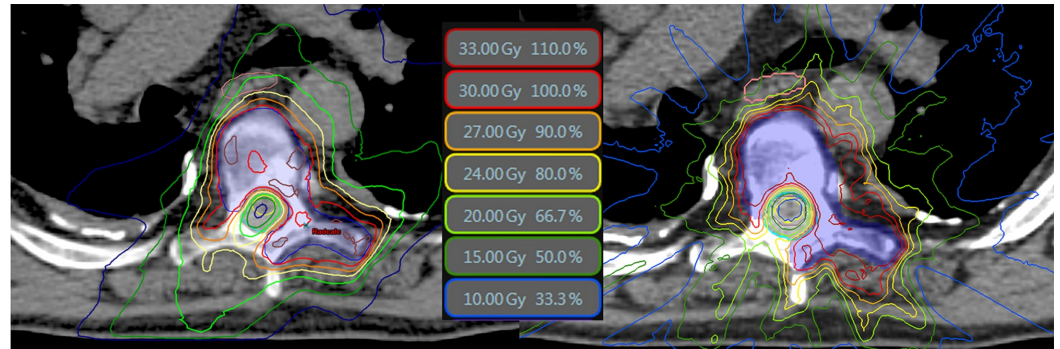 33.00 Gy 110.0 %
30.00 Gy 100.0 %
27.00 Gy 90.0 %
24.00 Gy 80.0 %
20.00 Gy 66.7 %
15.00 Gy 50.0 %
10.00 Gy 33.3 %